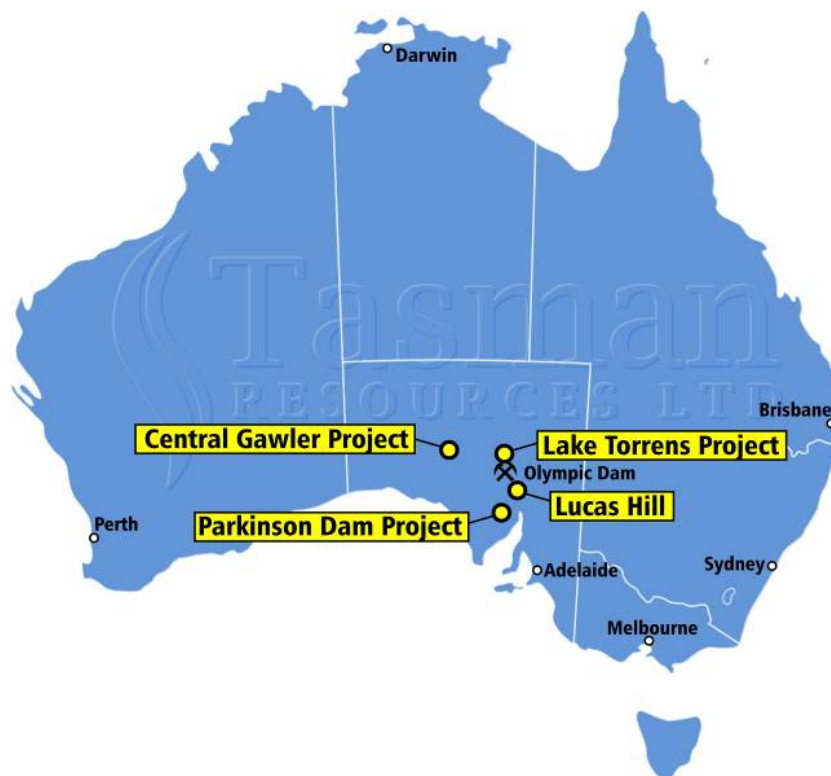 Darwin
Tasman
RESOURCES LTD
Brisbane
Central Gawler Project
Lake Torrens Project
Olympic Dam
Lucas Hill
Parkinson Dam Project
Perth
Adelaide
Sydney
Melbourne